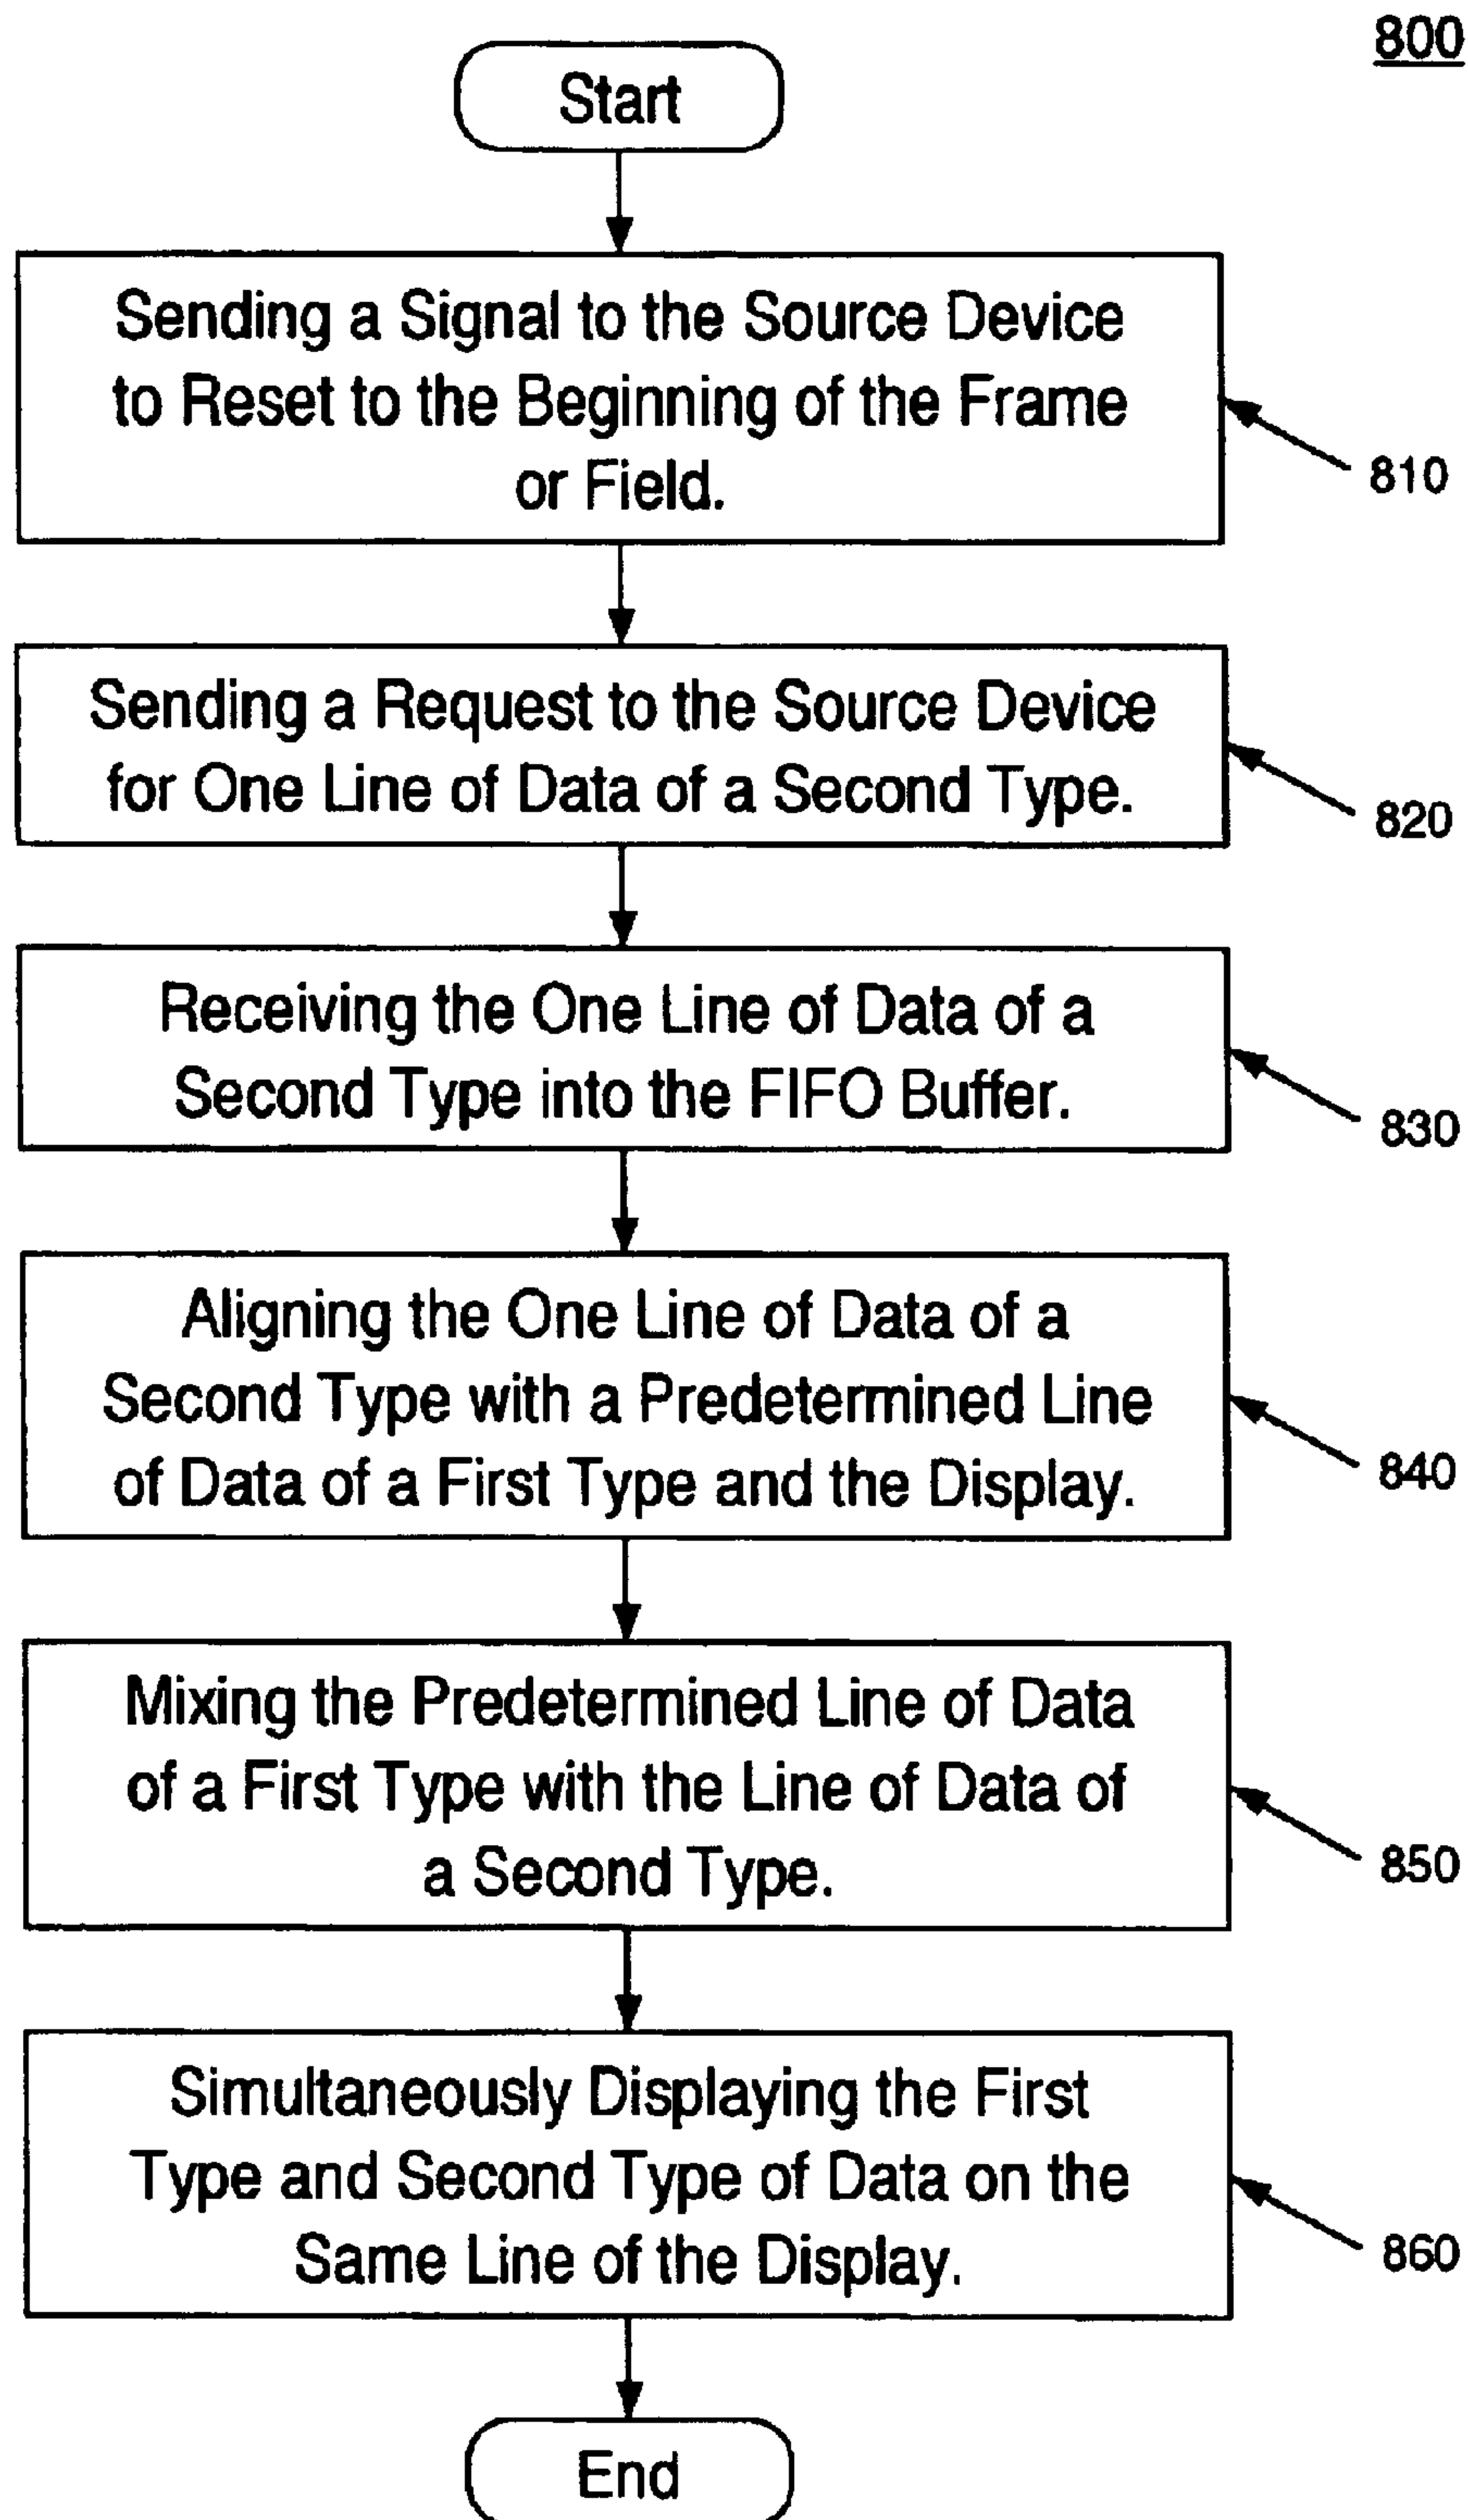 800
Start
Sending a Signal to the Source Device
to Reset to the Beginning of the Frame
or Field.
810
Sending a Request to the Source Device
for One Line of Data of a Second Type.
820
Receiving the One Line of Data of a
Second Type into the FIFO Buffer.
830
Aligning the One Line of Data of a
Second Type with a Predetermined Line
of Data of a First Type and the Display.
840
Mixing the Predetermined Line of Data
of a First Type with the Line of Data of
a Second Type.
850
Simultaneously Displaying the First
Type and Second Type of Data on the
Same Line of the Display.
860
End